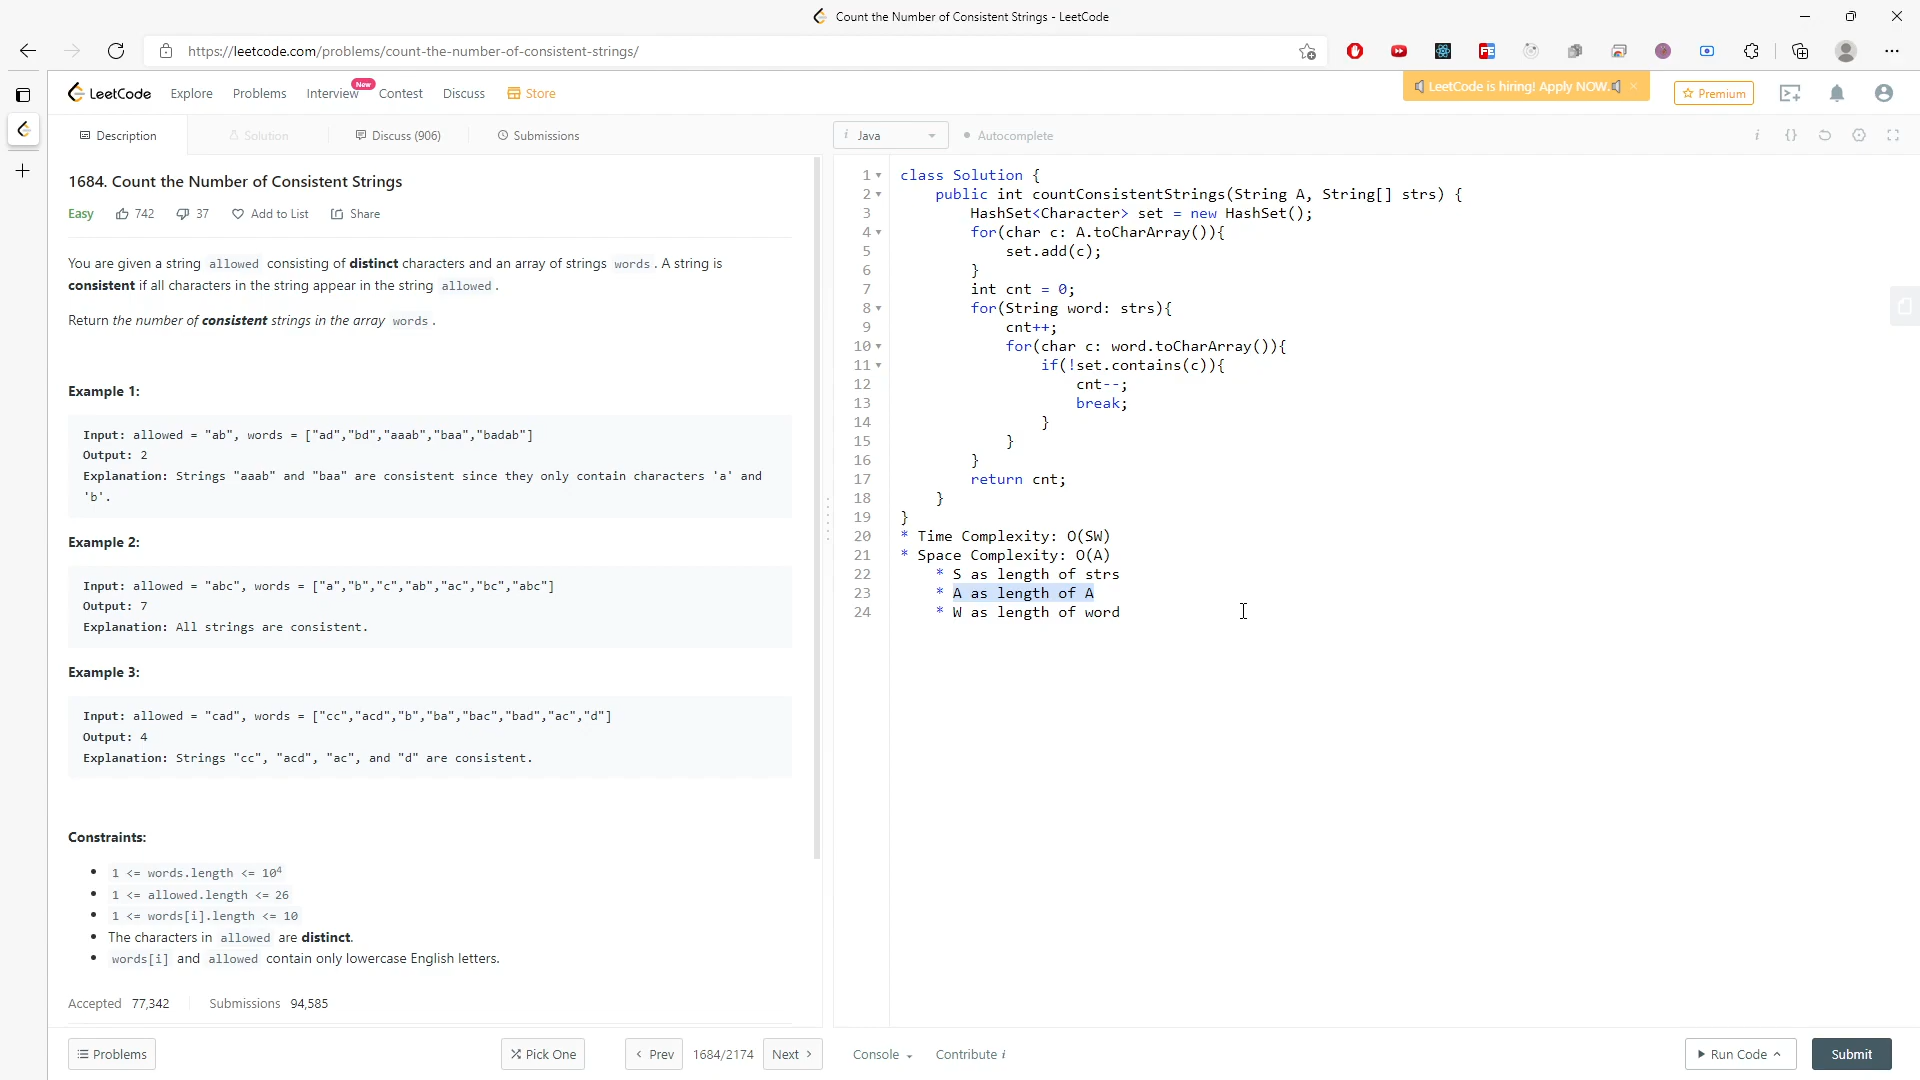 Count the Number of Consistent Strings - LeetCode
https://leetcode.com/problems/count-the-number-of-consistent-strings/
LeetCode Explore Problems Interview New Contest Discuss Store
LeetCode is hiring! Apply NOW.
Premium
Description Solution Discuss (906) Submissions
i Java Autocomplete
1684. Count the Number of Consistent Strings
Easy 742 37 Add to List Share
You are given a string allowed consisting of distinct characters and an array of strings words. A string is
consistent if all characters in the string appear in the string allowed.
Return the number of consistent strings in the array words.
Example 1:
Input: allowed = "ab", words = ["ad","bd","aaab","baa","badab"]
Output: 2
Explanation: Strings "aaab" and "baa" are consistent since they only contain characters 'a' and
'b'.
Example 2:
Input: allowed = "abc", words = ["a","b","c","ab","ac","bc","abc"]
Output: 7
Explanation: All strings are consistent.
Example 3:
Input: allowed = "cad", words = ["cc","acd","b","ba","bac","bad","ac","d"]
Output: 4
Explanation: Strings "cc", "acd", "ac", and "d" are consistent.
Constraints:
1 <= words.length <= 10⁴
1 <= allowed.length <= 26
1 <= words[i].length <= 10
The characters in allowed are distinct.
words[i] and allowed contain only lowercase English letters.
Accepted 77,342 Submissions 94,585
1 class Solution {
2     public int countConsistentStrings(String A, String[] strs) {
3         HashSet<Character> set = new HashSet();
4         for(char c: A.toCharArray()){
5             set.add(c);
6         }
7         int cnt = 0;
8         for(String word: strs){
9             cnt++;
10             for(char c: word.toCharArray()){
11                 if(!set.contains(c)){
12                     cnt--;
13                     break;
14                 }
15             }
16         }
17         return cnt;
18     }
19 }
20 * Time Complexity: O(SW)
21 * Space Complexity: O(A)
22     * S as length of strs
23     * A as length of A
24     * W as length of word
Problems Pick One Prev 1684/2174 Next Console Contribute i Run Code Submit